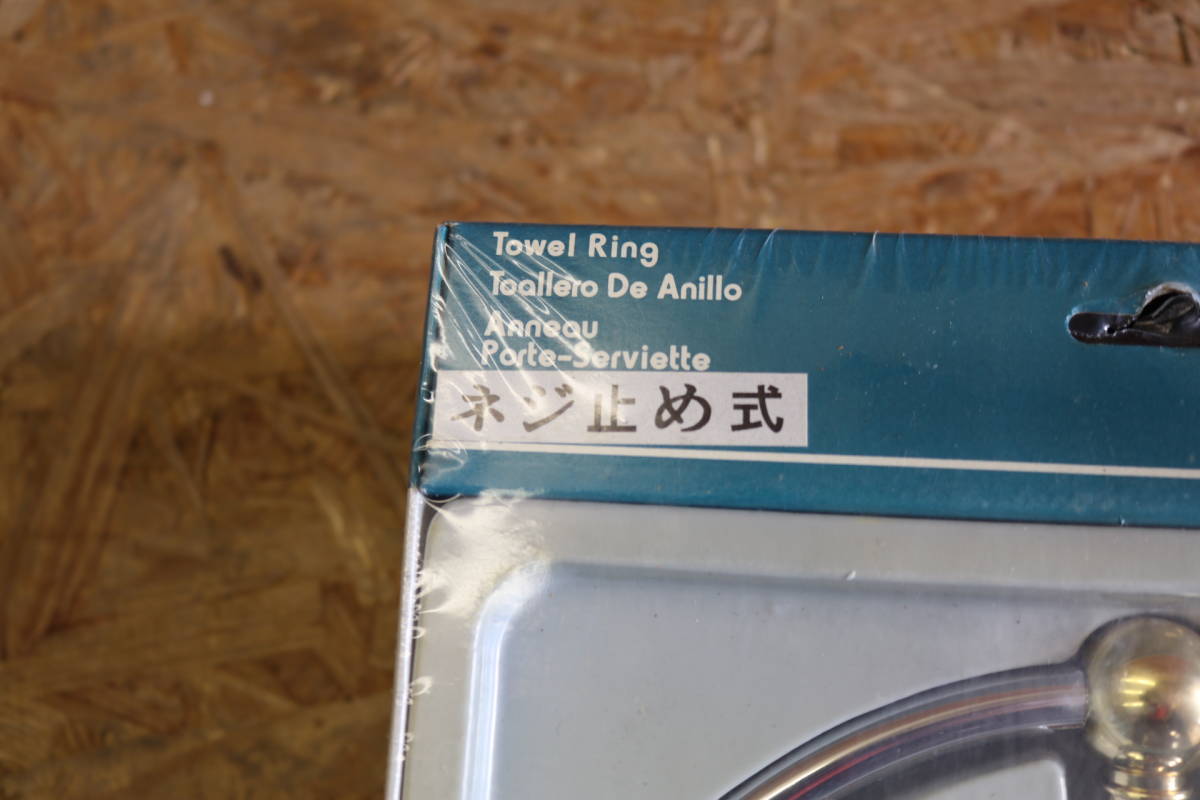 Towel Ring
Toallero De Anillo
Anneau
Porte-Serviette
ネジ止め式